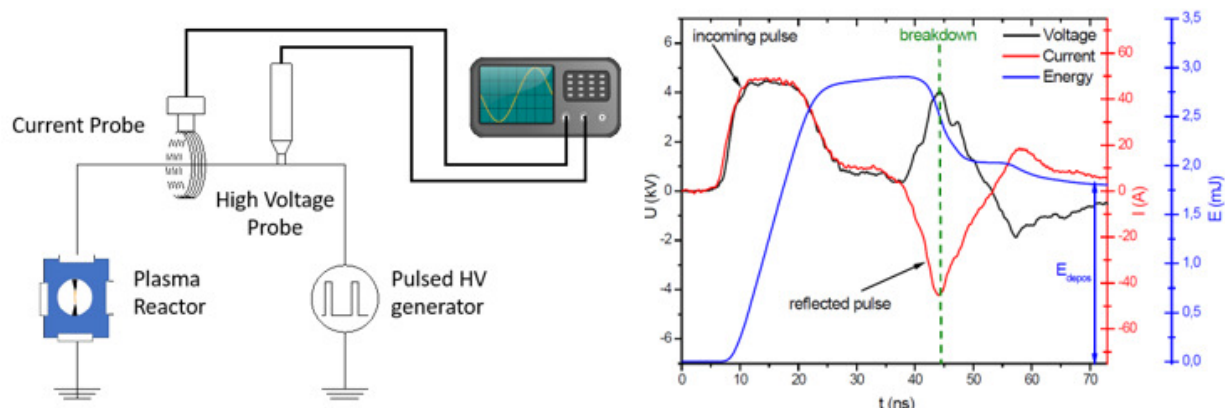 Current Probe
High Voltage
Probe
Plasma
Reactor
Pulsed HV
generator
incoming pulse
breakdown
Voltage
Current
Energy
reflected pulse
E depos
U (kV)
6
4
2
0
-2
-4
-6
I (A)
60
40
20
0
-20
-40
-60
E (mJ)
3,5
3,0
2,5
2,0
1,5
1,0
0,5
0,0
0 10 20 30 40 50 60 70
t (ns)